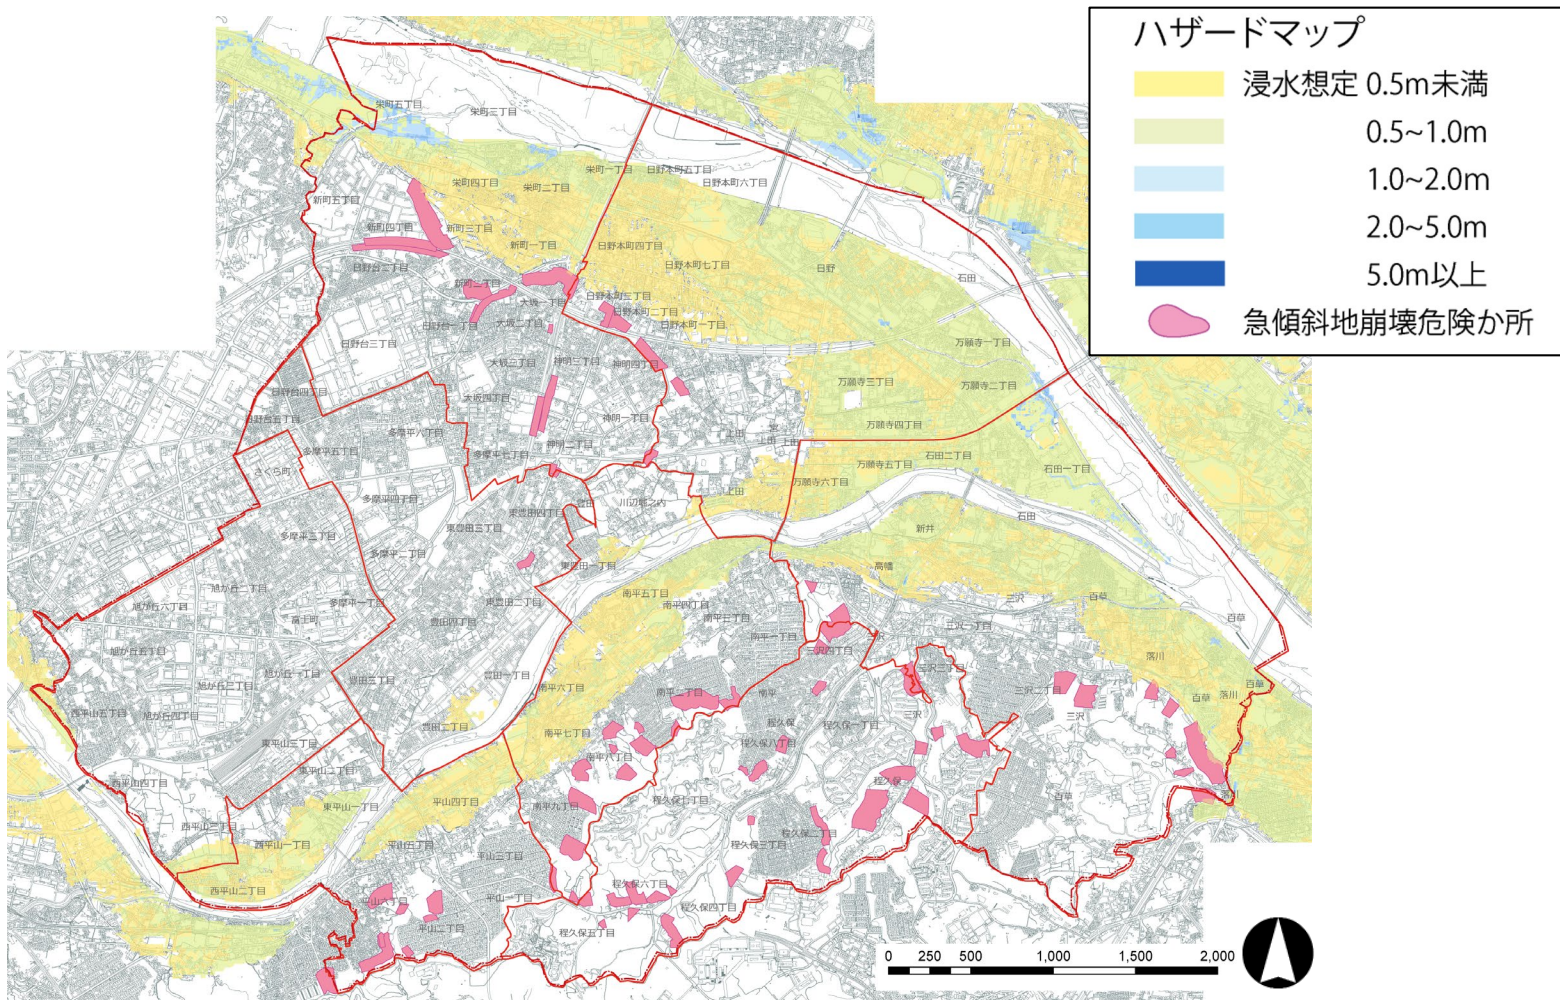 ハザードマップ
浸水想定 0.5m未満
0.5~1.0m
1.0~2.0m
2.0~5.0m
5.0m以上
急傾斜地崩壊危険か所
栄町五丁目
栄町三丁目
栄町一丁目
日野本町五丁目
日野本町六丁目
栄町四丁目
栄町二丁目
新町五丁目
新町四丁目
新町三丁目
新町一丁目
日野本町四丁目
日野本町七丁目
日野
石田
日野台二丁目
新町二丁目
大坂一丁目
日野本町三丁目
日野本町二丁目
日野本町一丁目
日野台一丁目
大坂二丁目
日野台三丁目
万願寺一丁目
大坂三丁目
神明三丁目
神明四丁目
万願寺三丁目
万願寺二丁目
日野台四丁目
大坂四丁目
日野台五丁目
神明一丁目
万願寺四丁目
多摩平六丁目
神明二丁目
宮
上田
上田
多摩平五丁目
多摩平七丁目
石田二丁目
さくら町
万願寺五丁目
石田一丁目
万願寺六丁目
多摩平四丁目
上田
豊田
川辺堀之内
東豊田四丁目
石田
東豊田三丁目
新井
多摩平三丁目
多摩平二丁目
東豊田一丁目
高幡
南平五丁目
旭が丘六丁目
旭が丘二丁目
多摩平一丁目
東豊田二丁目
南平四丁目
三沢
百草
富士町
豊田四丁目
南平三丁目
百草
南平一丁目
三沢
三沢一丁目
旭が丘五丁目
三沢四丁目
落川
旭が丘一丁目
豊田一丁目
三沢三丁目
旭が丘三丁目
豊田三丁目
南平六丁目
南平二丁目
南平
三沢二丁目
百草
落川
百草
西平山五丁目
旭が丘四丁目
三沢
三沢
豊田二丁目
程久保
程久保一丁目
南平七丁目
東平山三丁目
程久保八丁目
南平八丁目
東平山二丁目
西平山四丁目
程久保
落川
東平山一丁目
平山四丁目
南平九丁目
程久保七丁目
百草
西平山三丁目
程久保二丁目
西平山一丁目
平山五丁目
程久保三丁目
平山三丁目
西平山二丁目
平山六丁目
平山一丁目
程久保六丁目
程久保四丁目
平山二丁目
程久保五丁目
0 250 500 1,000 1,500 2,000